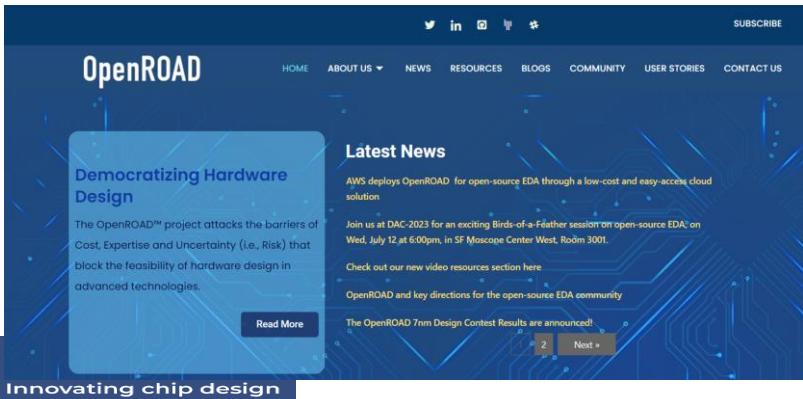 SUBSCRIBE
OpenROAD
HOME ABOUT US NEWS RESOURCES BLOGS COMMUNITY USER STORIES CONTACT US
Democratizing Hardware
Design
The OpenROAD™ project attacks the barriers of
Cost, Expertise and Uncertainty (i.e., Risk) that
block the feasibility of hardware design in
advanced technologies.
Read More
Latest News
AWS deploys OpenROAD for open-source EDA through a low-cost and easy-access cloud
solution
Join us at DAC-2023 for an exciting Birds-of-a-Feather session on open-source EDA, on
Wed, July 12 at 6:00pm, in SF Moscone Center West, Room 3001.
Check out our new video resources section here
OpenROAD and key directions for the open-source EDA community
The OpenROAD 7nm Design Contest Results are announced!
1 2 Next »
Innovating chip design